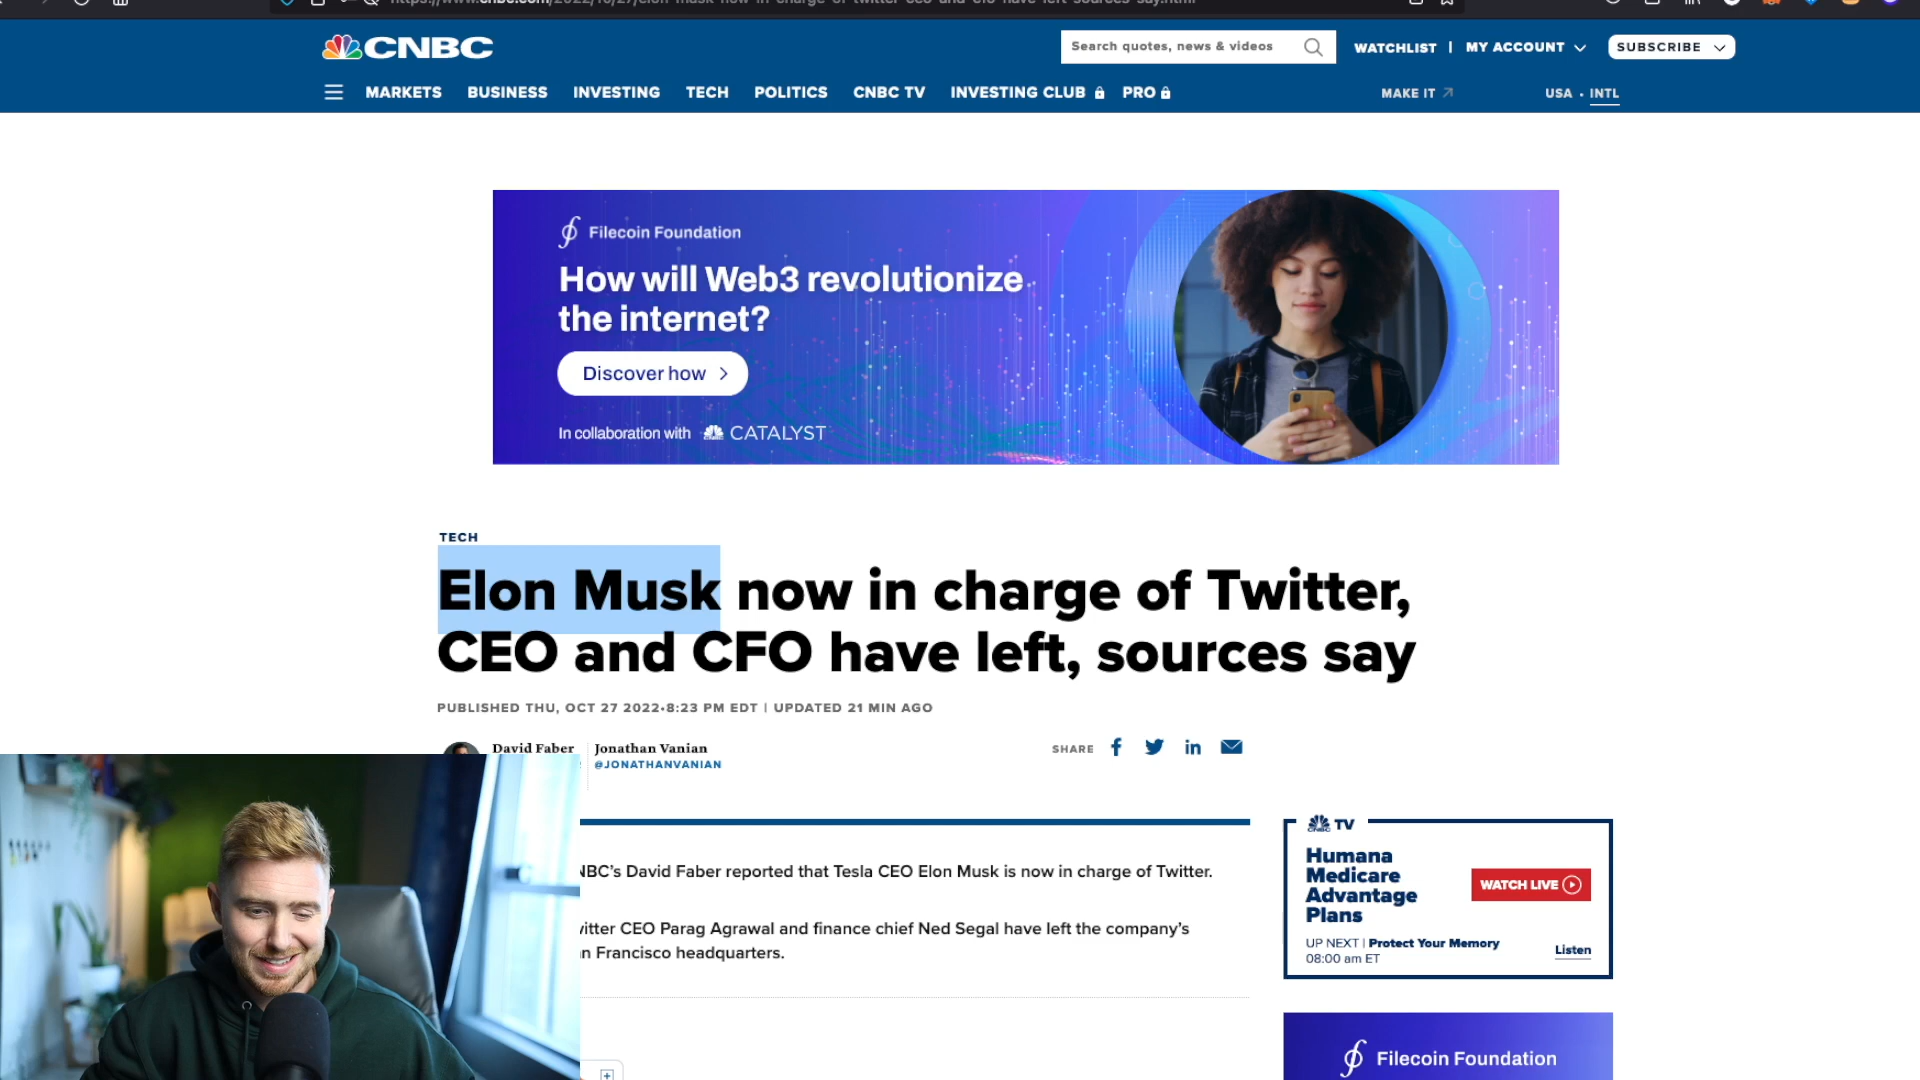 CNBC
Search quotes, news & videos
WATCHLIST | MY ACCOUNT
SUBSCRIBE
MARKETS BUSINESS INVESTING TECH POLITICS CNBC TV INVESTING CLUB PRO
MAKE IT
USA • INTL
Filecoin Foundation
How will Web3 revolutionize
the internet?
Discover how
In collaboration with CATALYST
TECH
Elon Musk now in charge of Twitter,
CEO and CFO have left, sources say
PUBLISHED THU, OCT 27 2022•8:23 PM EDT | UPDATED 21 MIN AGO
David Faber
Jonathan Vanian
@JONATHANVANIAN
SHARE
NBC's David Faber reported that Tesla CEO Elon Musk is now in charge of Twitter.
CEO Parag Agrawal and finance chief Ned Segal have left the company's
Francisco headquarters.
CNBC TV
Humana
Medicare
Advantage
Plans
WATCH LIVE
UP NEXT | Protect Your Memory
08:00 am ET
Listen
Filecoin Foundation